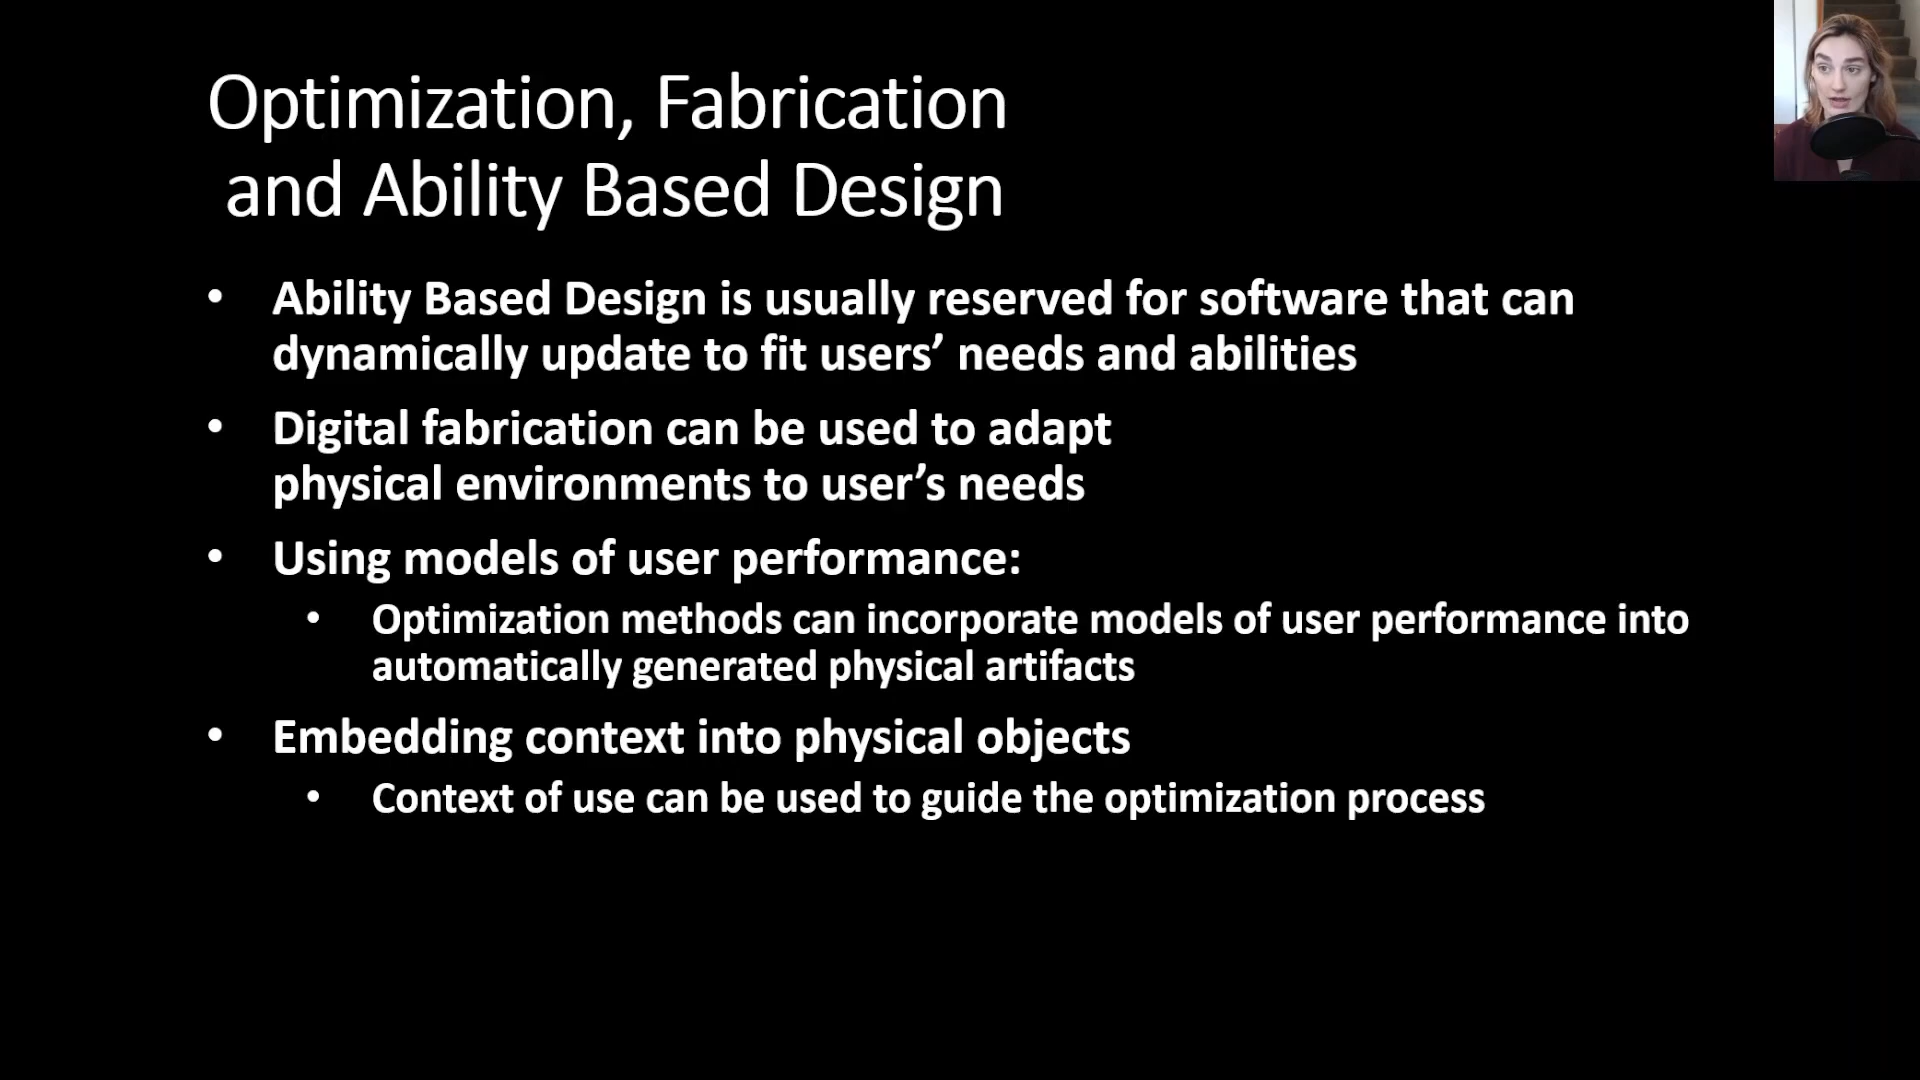 Optimization, Fabrication
and Ability Based Design
• Ability Based Design is usually reserved for software that can
dynamically update to fit users’ needs and abilities
• Digital fabrication can be used to adapt
physical environments to user’s needs
• Using models of user performance:
• Optimization methods can incorporate models of user performance into
automatically generated physical artifacts
• Embedding context into physical objects
• Context of use can be used to guide the optimization process